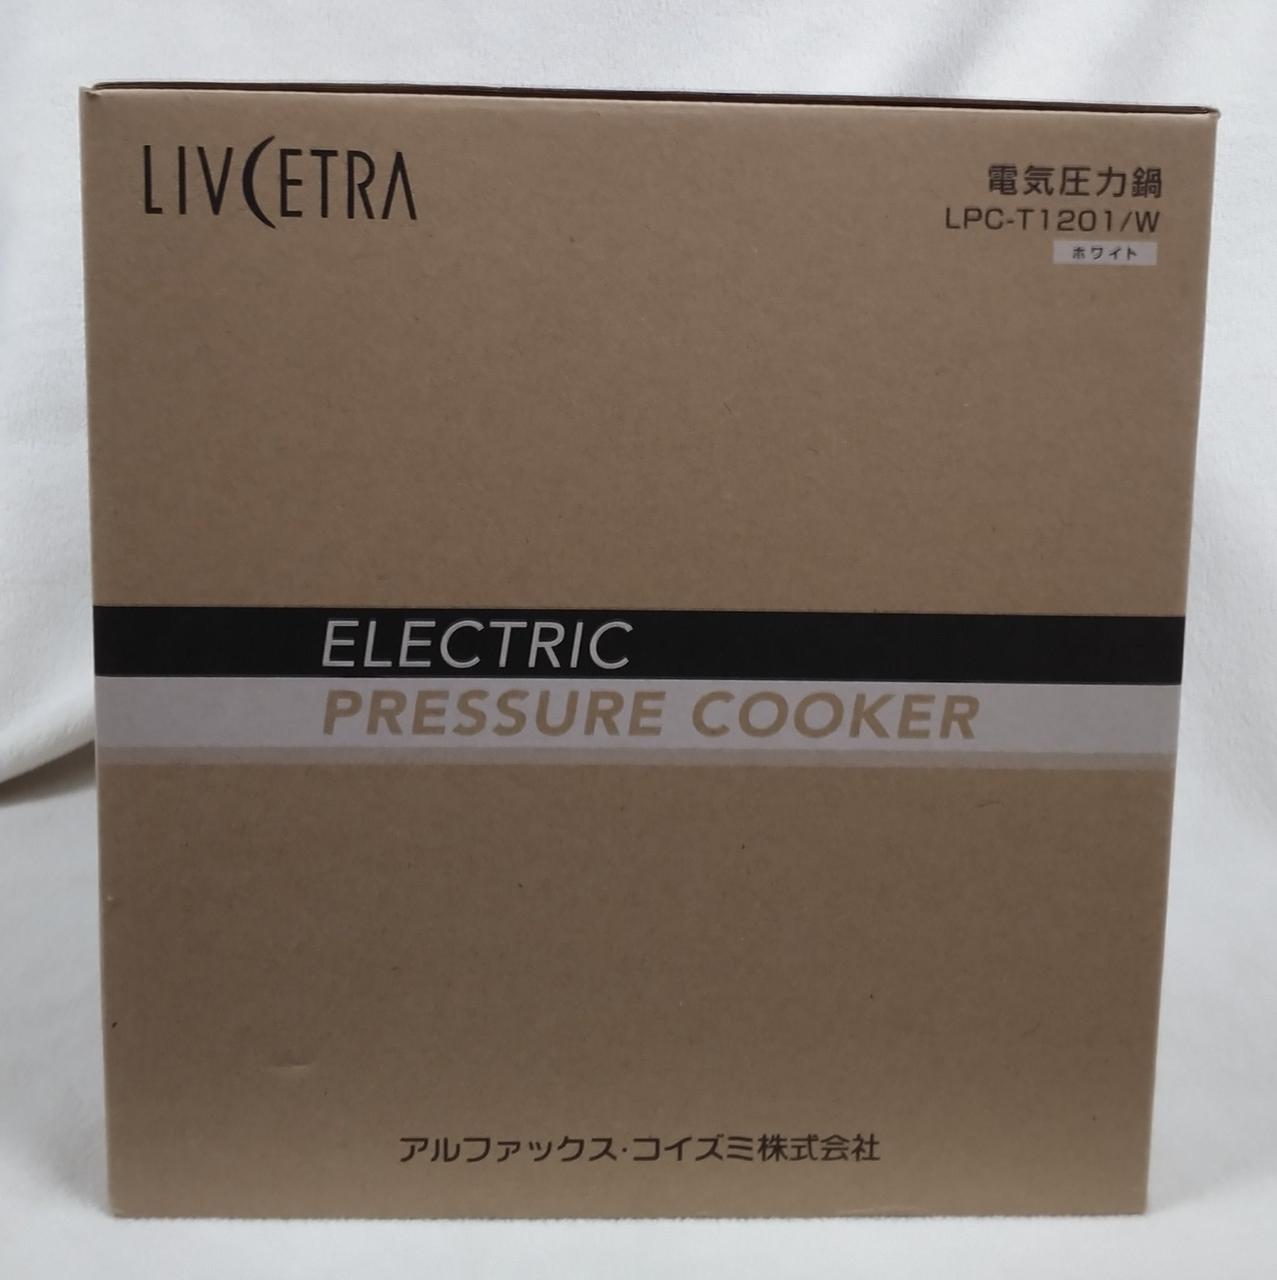 LIVCETRA
電気圧力鍋
LPC-T1201/W
ホワイト
ELECTRIC
PRESSURE COOKER
アルファックス・コイズミ株式会社